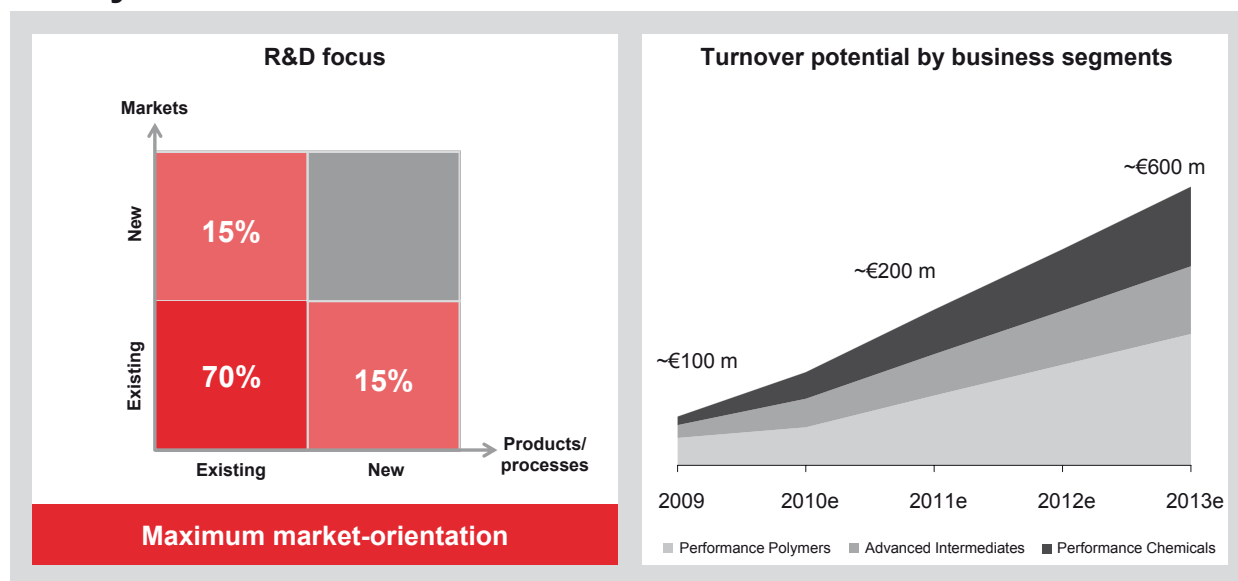 R&D focus
Markets
New
15%
Existing
70%
15%
Products/
processes
Existing
New
Maximum market-orientation
Turnover potential by business segments
~€600 m
~€200 m
~€100 m
2009
2010e
2011e
2012e
2013e
Performance Polymers
Advanced Intermediates
Performance Chemicals